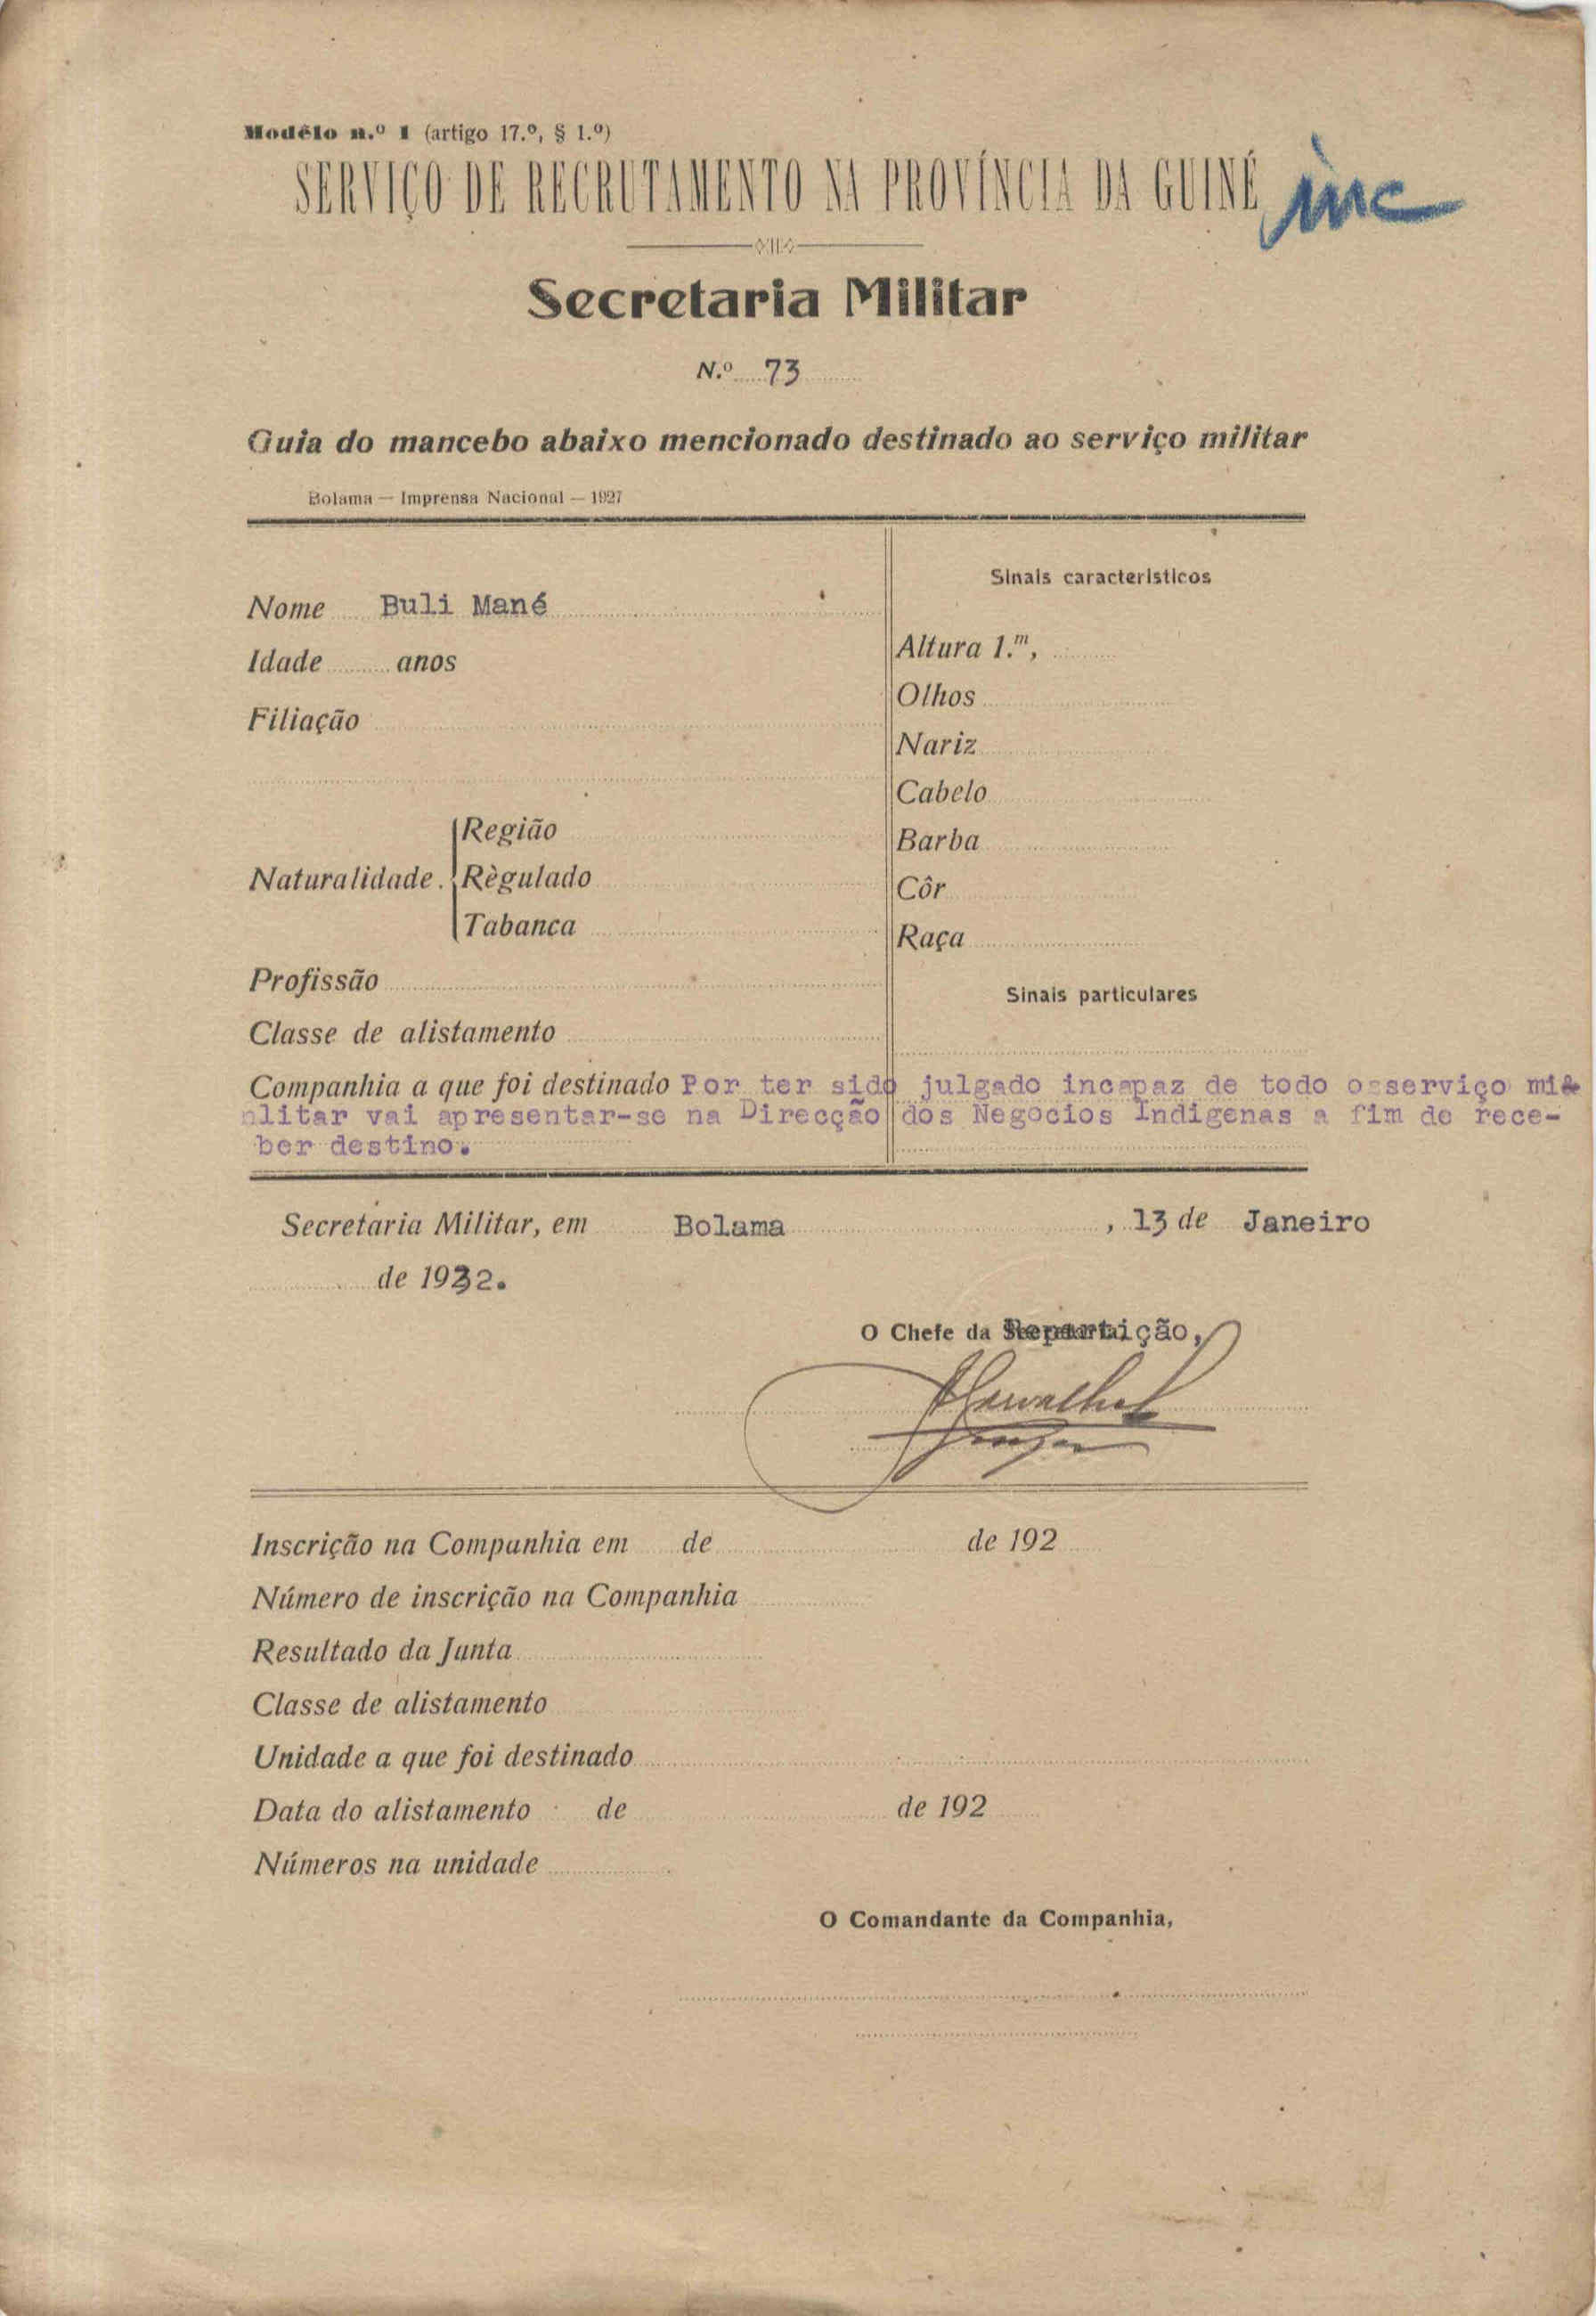 Modêlo n.º 1 (artigo 17.º, § 1.º)
SERVIÇO DE RECRUTAMENTO NA PROVÍNCIA DA GUINÉ
inc
Secretaria Militar
N.º 73
Guia do mancebo abaixo mencionado destinado ao serviço militar
Bolama — Imprensa Nacional — 1927
Nome Buli Mané
Idade anos
Filiação
Naturalidade.
Região
Règulado
Tabanca
Profissão
Classe de alistamento
Sinais caracteristicos
Altura 1.m,
Olhos
Nariz
Cabelo
Barba
Côr
Raça
Sinais particulares
Companhia a que foi destinado Por ter sido julgado incapaz de todo o serviço mi-
litar vai apresentar-se na Direcção dos Negocios Indigenas a fim de rece-
ber destino.
Secretaria Militar, em Bolama, 13 de Janeiro
de 1932.
O Chefe da Repartição,
Inscrição na Companhia em de de 192
Número de inscrição na Companhia
Resultado da Junta
Classe de alistamento
Unidade a que foi destinado
Data do alistamento de de 192
Números na unidade
O Comandante da Companhia,